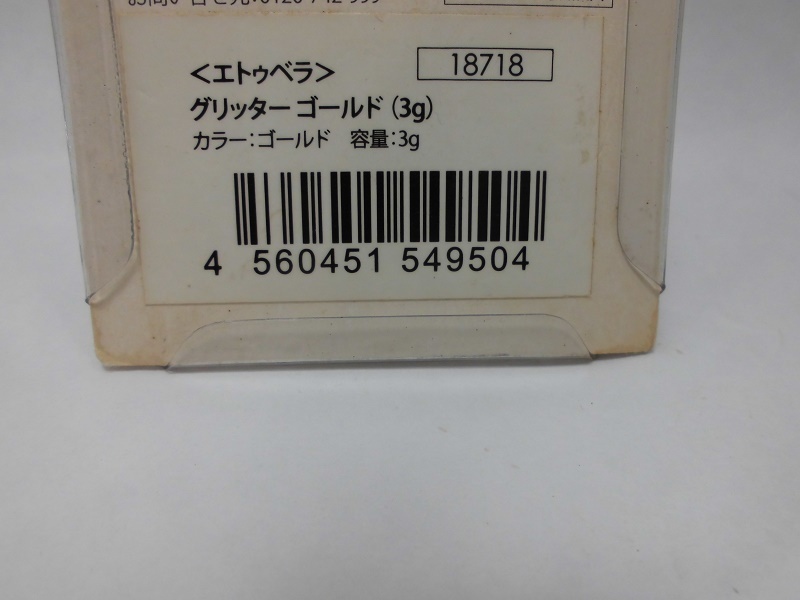 <エトゥベラ>
18718
グリッター ゴールド (3g)
カラー:ゴールド 容量:3g
4 560451 549504